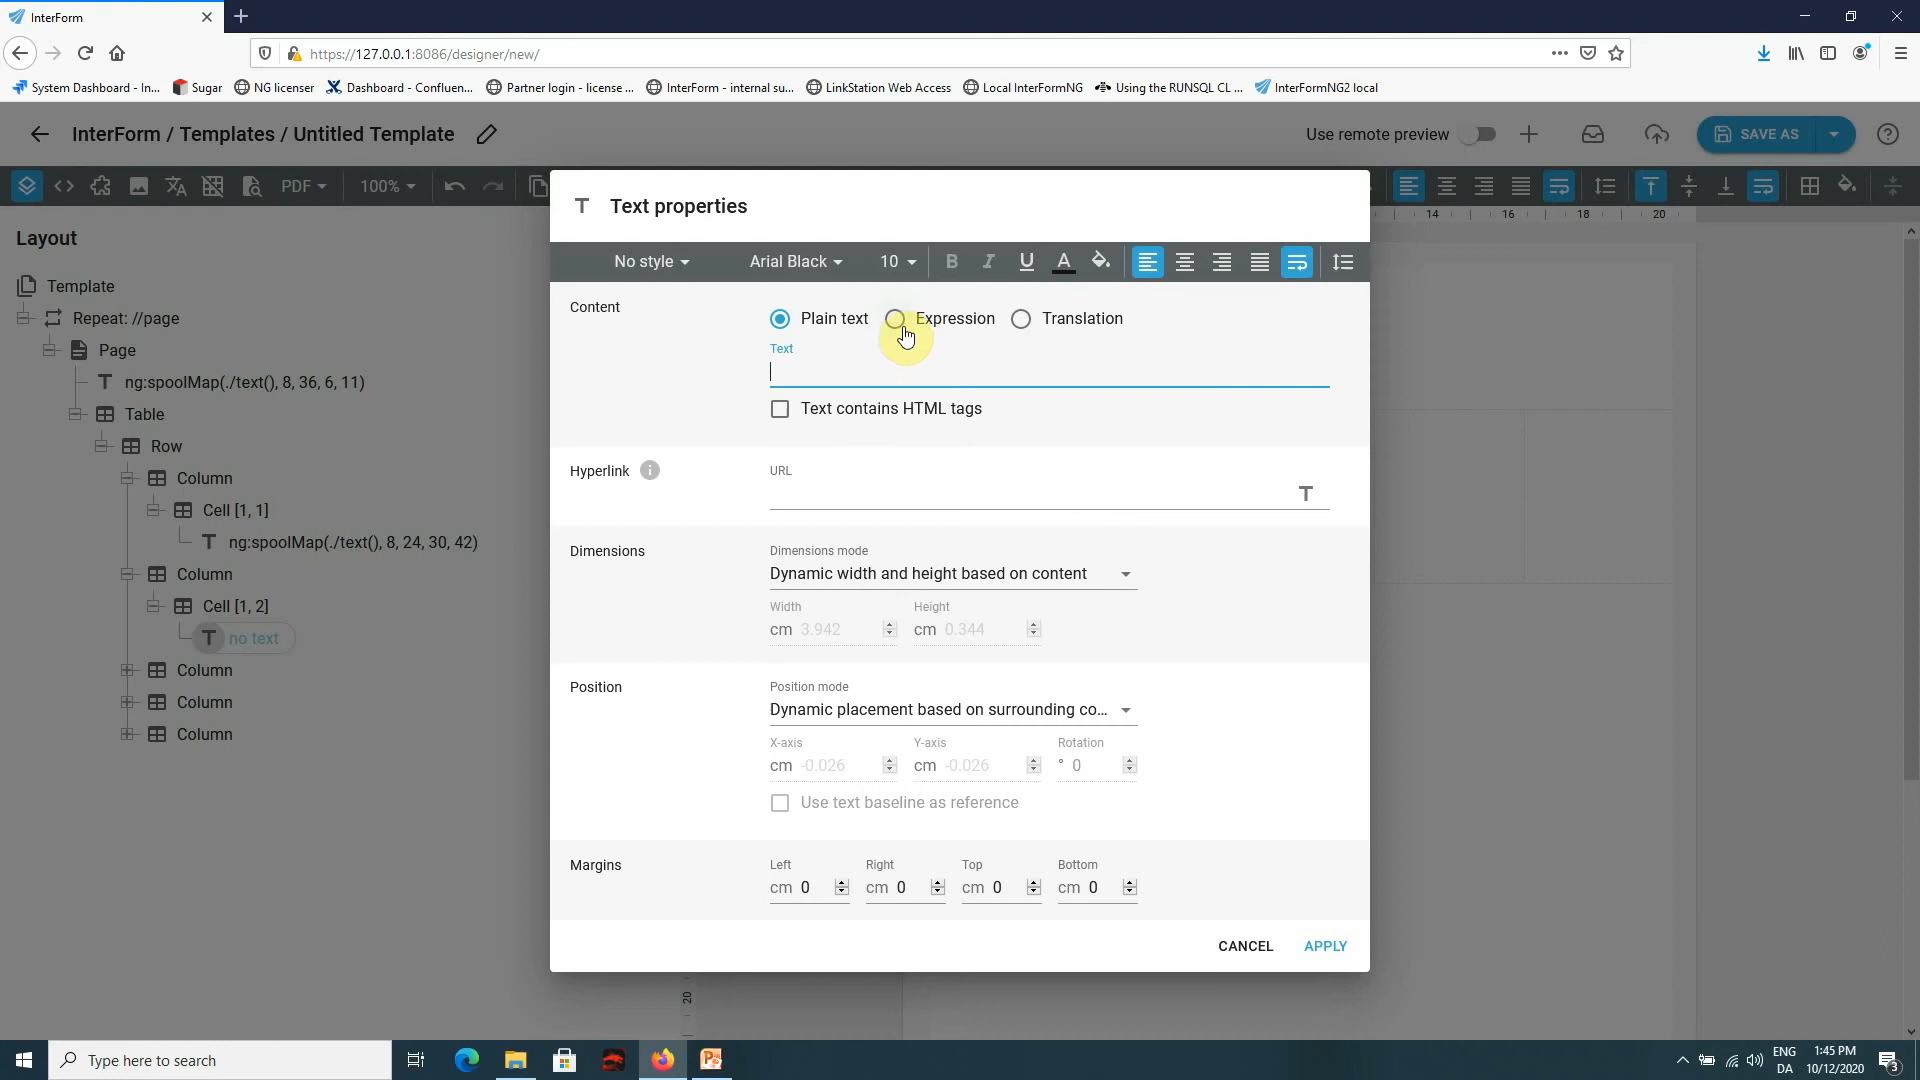 InterForm
https://127.0.0.1:8086/designer/new/
System Dashboard - In...
Sugar
NG licenser
Dashboard - Confluen...
Partner login - license ...
InterForm - internal su...
LinkStation Web Access
Local InterFormNG
Using the RUNSQL CL ...
InterFormNG2 local
InterForm / Templates / Untitled Template
Use remote preview
SAVE AS
PDF
100%
14
16
18
20
Layout
Template
Repeat: //page
Page
ng:spoolMap(./text(), 8, 36, 6, 11)
Table
Row
Column
Cell [1, 1]
ng:spoolMap(./text(), 8, 24, 30, 42)
Column
Cell [1, 2]
no text
Column
Column
Column
Text properties
No style
Arial Black
10
Content
Plain text
Expression
Translation
Text
Text contains HTML tags
Hyperlink
URL
Dimensions
Dimensions mode
Dynamic width and height based on content
Width
Height
cm 3.942
cm 0.344
Position
Position mode
Dynamic placement based on surrounding co...
X-axis
Y-axis
Rotation
cm -0.026
cm -0.026
° 0
Use text baseline as reference
Margins
Left
Right
Top
Bottom
cm 0
cm 0
cm 0
cm 0
CANCEL
APPLY
20
Type here to search
ENG
DA
1:45 PM
10/12/2020
3